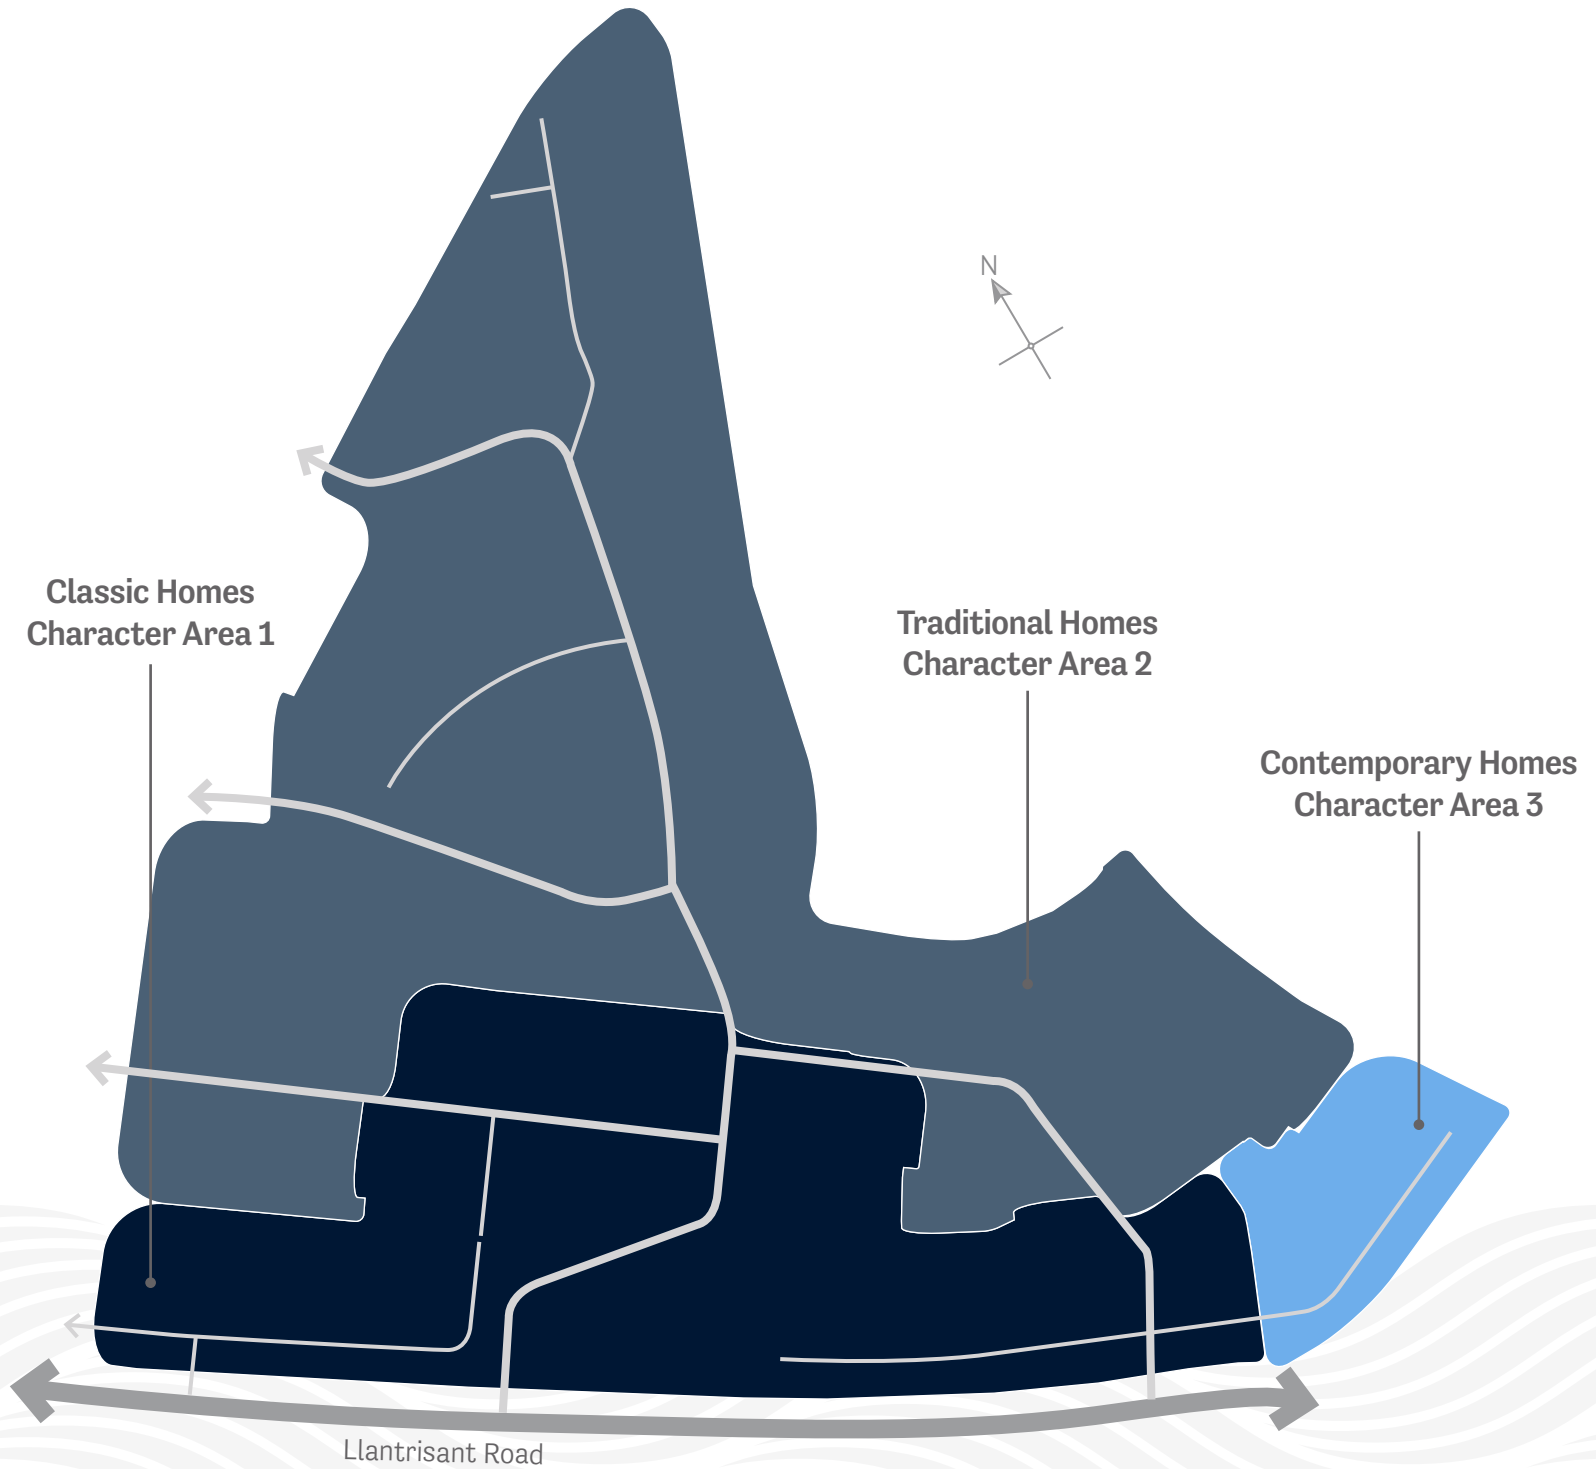 N
Classic Homes
Character Area 1
Traditional Homes
Character Area 2
Contemporary Homes
Character Area 3
Llantrisant Road